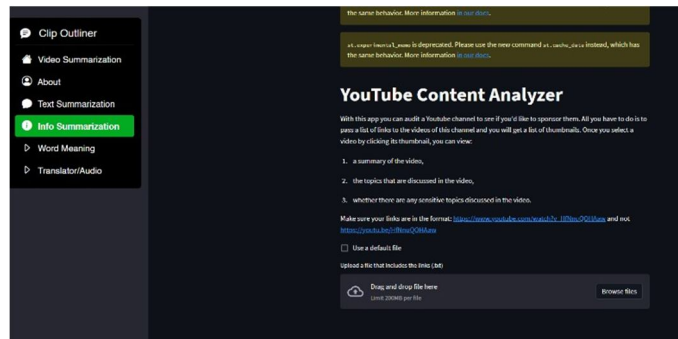 Clip Outliner
Video Summarization
About
Text Summarization
Info Summarization
Word Meaning
Translator/Audio
the same behavior. More information in our docs.
st.experimental_memo is deprecated. Please use the new command st.cache_data instead, which has
the same behavior. More information in our docs.
YouTube Content Analyzer
With this app you can audit a Youtube channel to see if you'd like to sponsor them. All you have to do is to
pass a list of links to the videos of this channel and you will get a list of thumbnails. Once you select a
video by clicking its thumbnail, you can view:
1. a summary of the video,
2. the topics that are discussed in the video,
3. whether there are any sensitive topics discussed in the video.
Make sure your links are in the format: and not
Use a default file
Upload a file that includes the links (.txt)
Drag and drop file here
Limit 200MB per file
Browse files